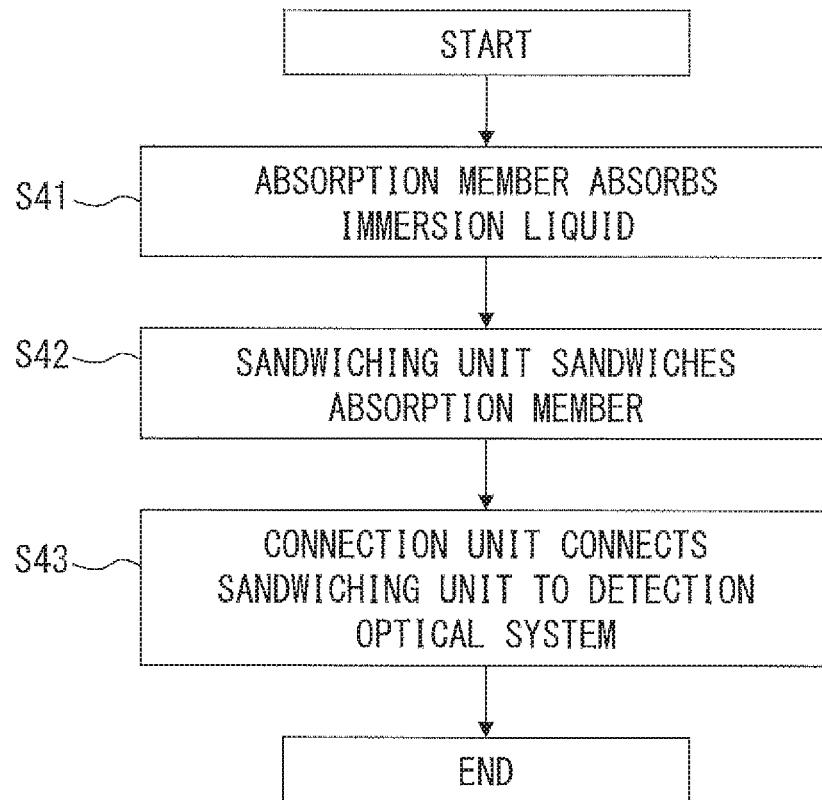 START
S41
ABSORPTION MEMBER ABSORBS
IMMERSION LIQUID
S42
SANDWICHING UNIT SANDWICHES
ABSORPTION MEMBER
S43
CONNECTION UNIT CONNECTS
SANDWICHING UNIT TO DETECTION
OPTICAL SYSTEM
END